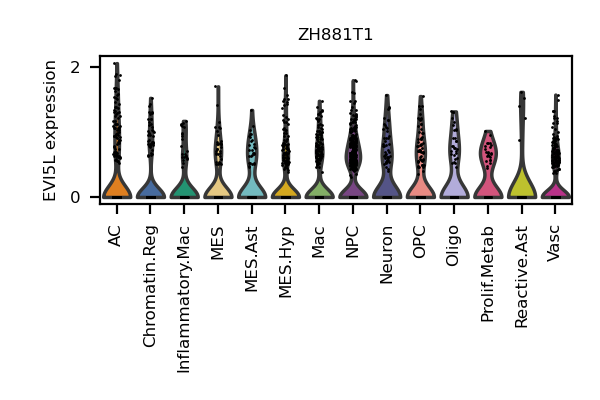 ZH881T1
EVI5L expression
2
0
AC
Chromatin.Reg
Inflammatory.Mac
MES
MES.Ast
MES.Hyp
Mac
NPC
Neuron
OPC
Oligo
Prolif.Metab
Reactive.Ast
Vasc